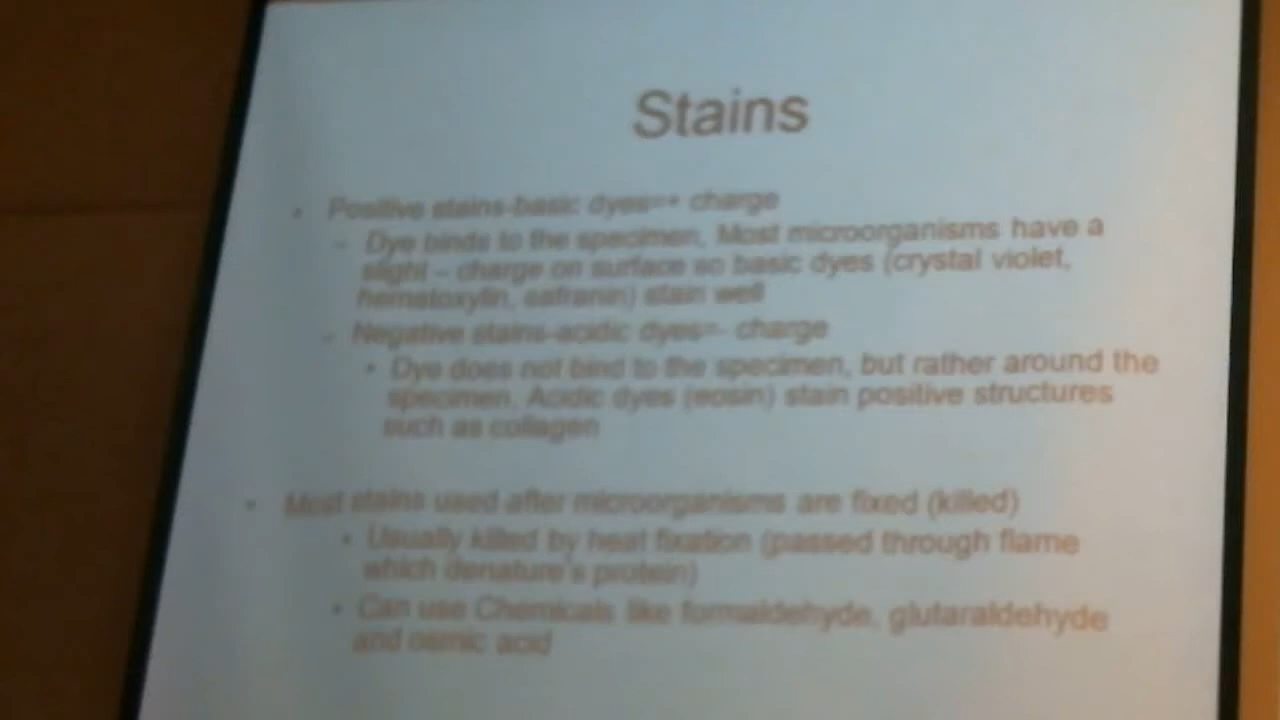 Stains
• Positive stains-basic dyes=+ charge
– Dye binds to the specimen, Most microorganisms have a
slight – charge on surface so basic dyes (crystal violet,
hematoxylin, safranin) stain well
– Negative stains-acidic dyes=- charge
• Dye does not bind to the specimen, but rather around the
specimen. Acidic dyes (eosin) stain positive structures
such as collagen
• Most stains used after microorganisms are fixed (killed)
• Usually killed by heat fixation (passed through flame
which denature's protein)
• Can use Chemicals like formaldehyde, glutaraldehyde
and osmic acid